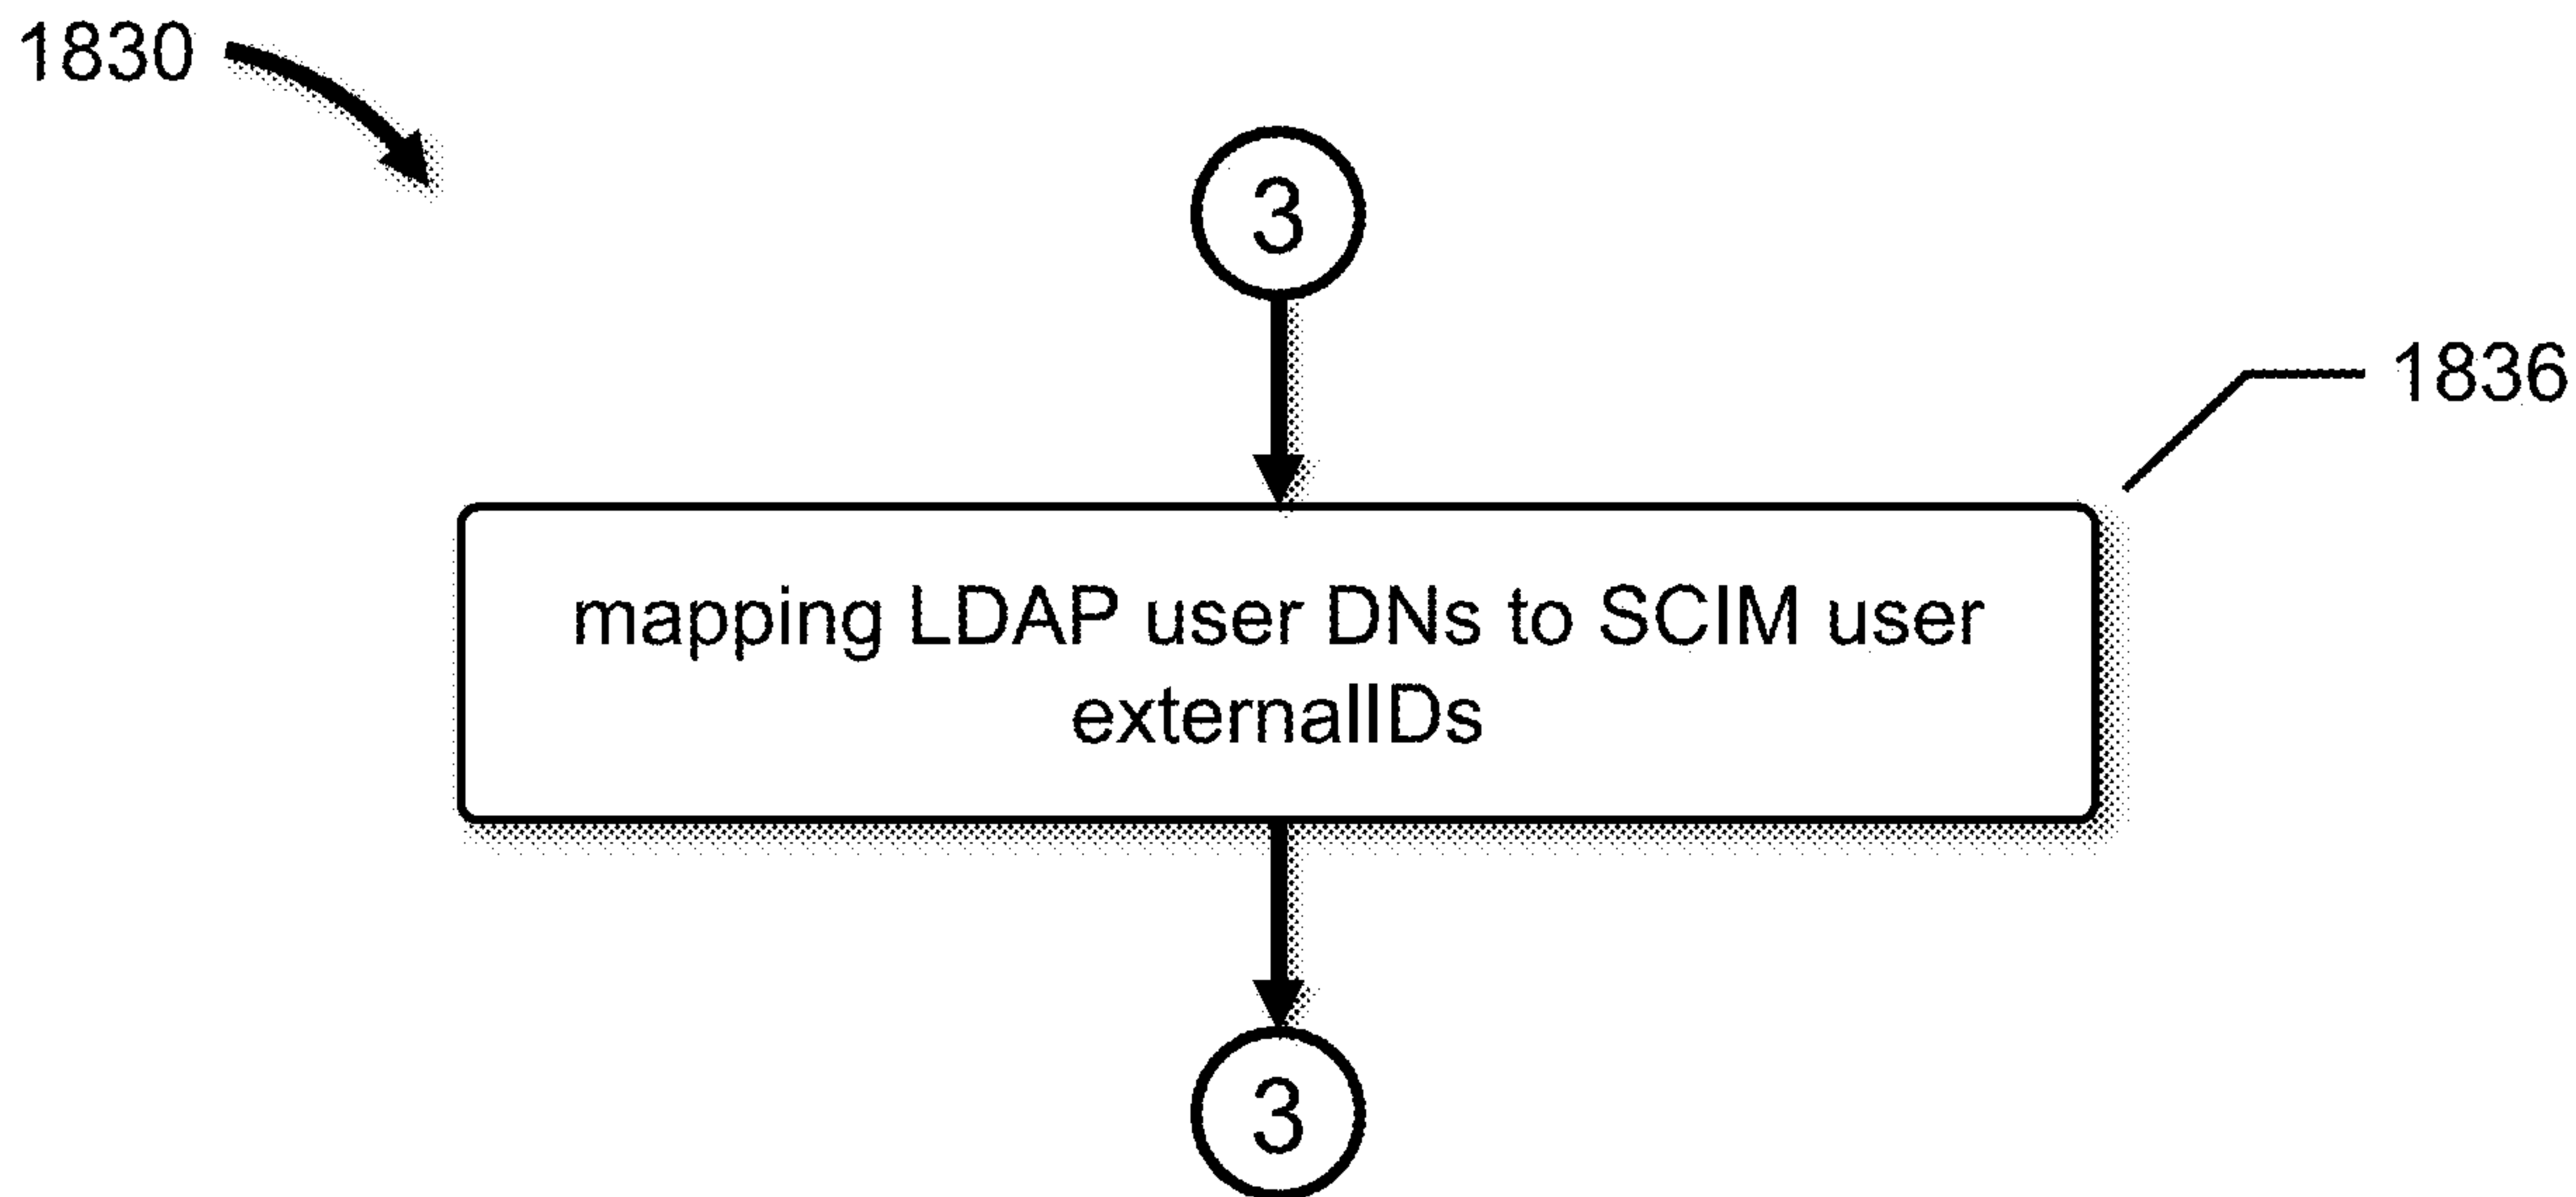 1830
3
1836
mapping LDAP user DNs to SCIM user
externalIDs
3